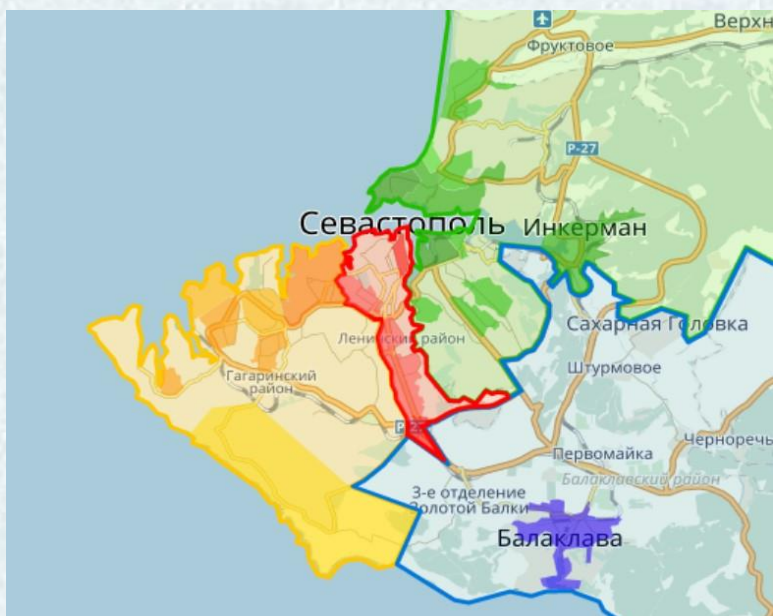 Верхн
Фруктовое
Р-27
Севастополь
Инкерман
Сахарная Головка
Ленинский район
Штурмовое
Гагаринский
район
Р-27
Черноречь
Первомайка
Балаклавский район
3-е отделение
Золотой Балки
Балаклава